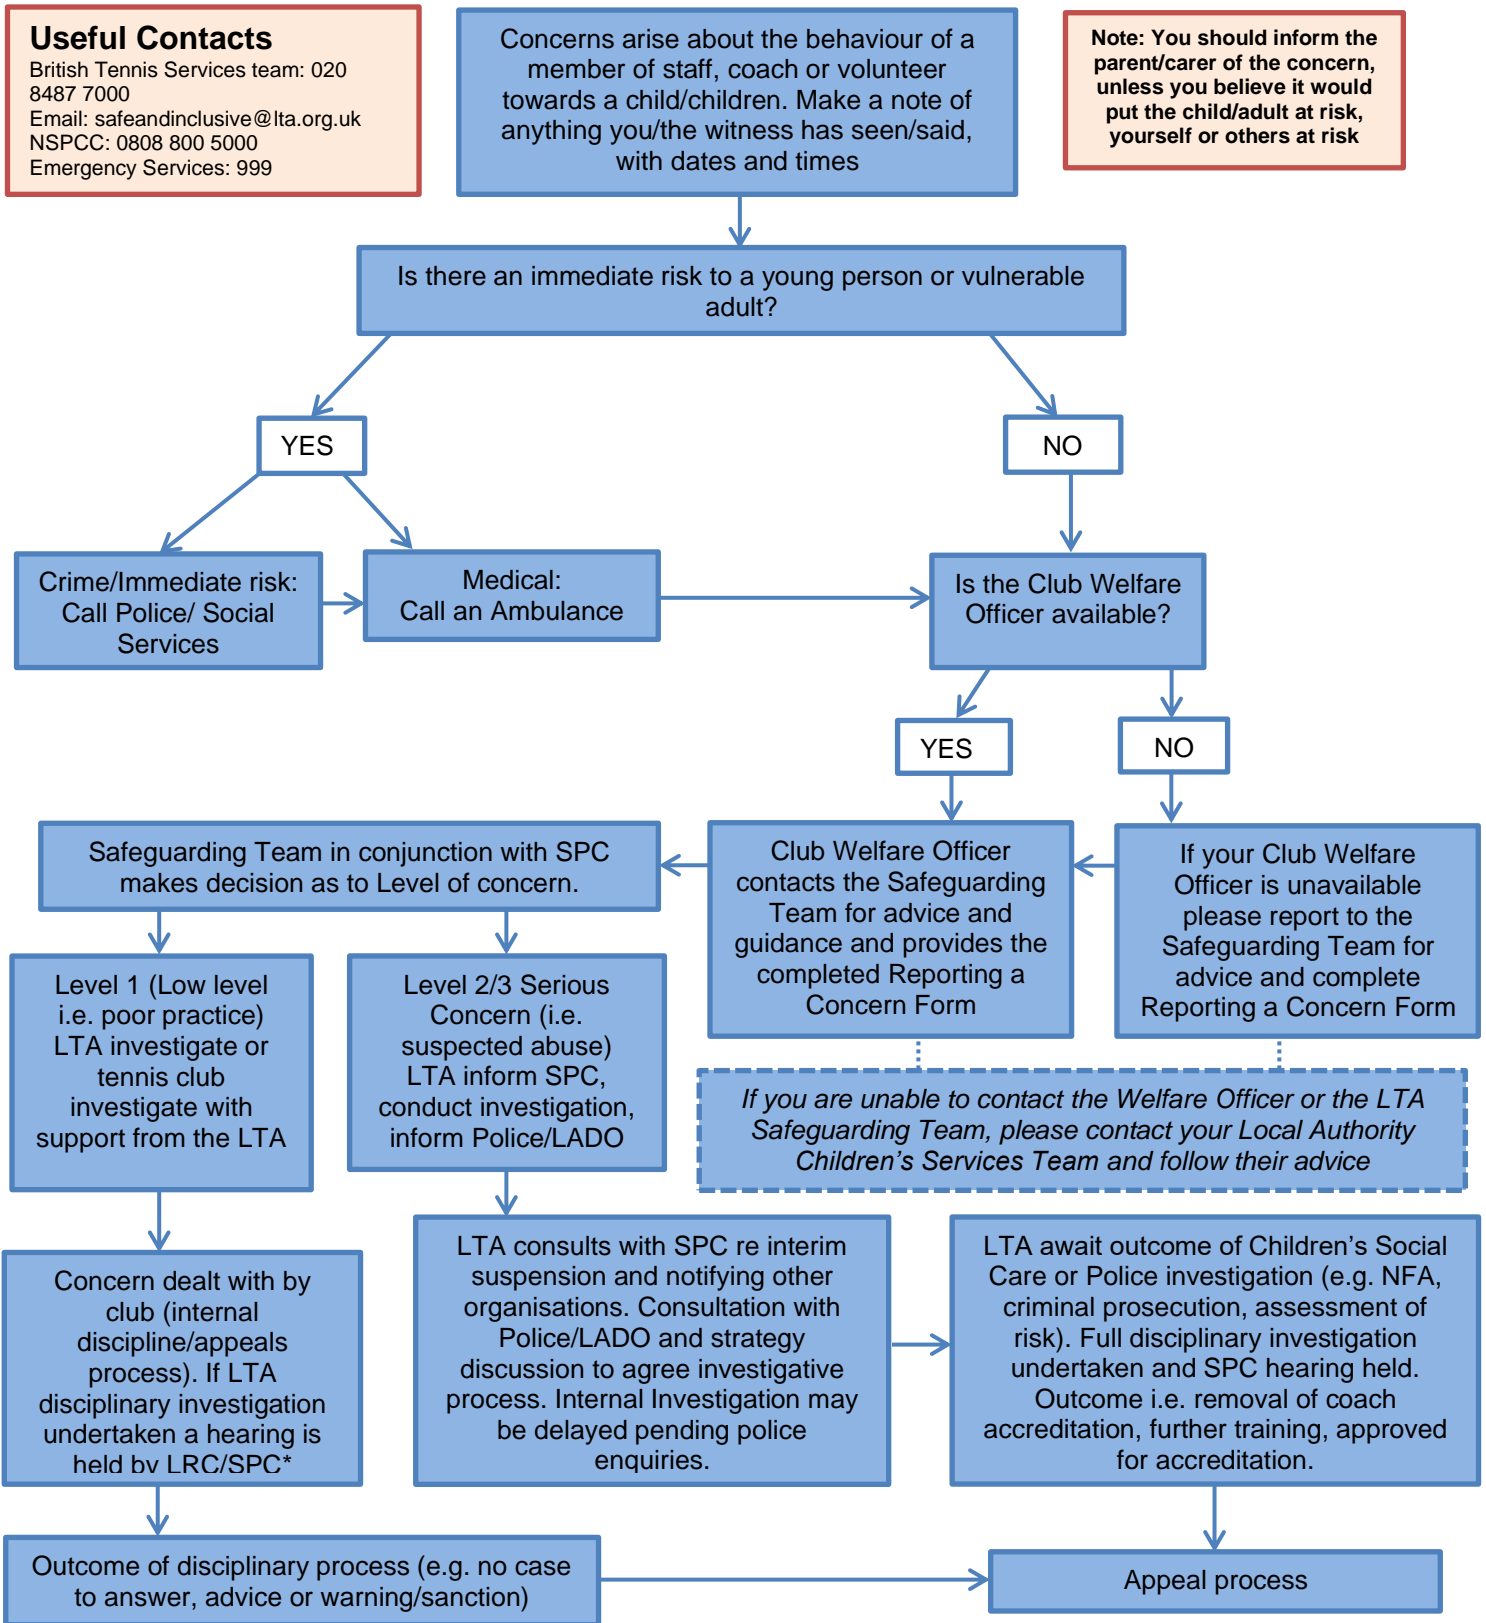 Useful Contacts
British Tennis Services team: 020
8487 7000
Email: safeandinclusive@lta.org.uk
NSPCC: 0808 800 5000
Emergency Services: 999
Concerns arise about the behaviour of a
member of staff, coach or volunteer
towards a child/children. Make a note of
anything you/the witness has seen/said,
with dates and times
Note: You should inform the
parent/carer of the concern,
unless you believe it would
put the child/adult at risk,
yourself or others at risk
Is there an immediate risk to a young person or vulnerable
adult?
YES
NO
Crime/Immediate risk:
Call Police/ Social
Services
Medical:
Call an Ambulance
Is the Club Welfare
Officer available?
YES
NO
Safeguarding Team in conjunction with SPC
makes decision as to Level of concern.
Club Welfare Officer
contacts the Safeguarding
Team for advice and
guidance and provides the
completed Reporting a
Concern Form
If your Club Welfare
Officer is unavailable
please report to the
Safeguarding Team for
advice and complete
Reporting a Concern Form
Level 1 (Low level
i.e. poor practice)
LTA investigate or
tennis club
investigate with
support from the LTA
Level 2/3 Serious
Concern (i.e.
suspected abuse)
LTA inform SPC,
conduct investigation,
inform Police/LADO
If you are unable to contact the Welfare Officer or the LTA
Safeguarding Team, please contact your Local Authority
Children’s Services Team and follow their advice
Concern dealt with by
club (internal
discipline/appeals
process). If LTA
disciplinary investigation
undertaken a hearing is
held by LRC/SPC*
LTA consults with SPC re interim
suspension and notifying other
organisations. Consultation with
Police/LADO and strategy
discussion to agree investigative
process. Internal Investigation may
be delayed pending police
enquiries.
LTA await outcome of Children’s Social
Care or Police investigation (e.g. NFA,
criminal prosecution, assessment of
risk). Full disciplinary investigation
undertaken and SPC hearing held.
Outcome i.e. removal of coach
accreditation, further training, approved
for accreditation.
Outcome of disciplinary process (e.g. no case
to answer, advice or warning/sanction)
Appeal process